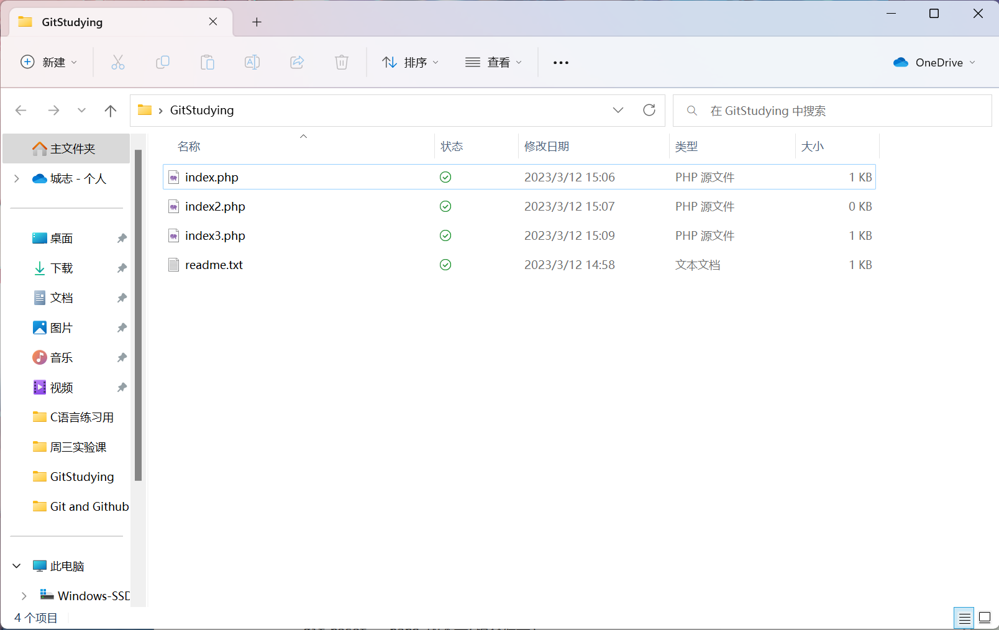 GitStudying
新建
排序
查看
OneDrive
GitStudying
在 GitStudying 中搜索
主文件夹
城志 - 个人
桌面
下载
文档
图片
音乐
视频
C语言练习用
周三实验课
GitStudying
Git and Github
此电脑
Windows-SSD
名称 状态 修改日期 类型 大小
index.php 2023/3/12 15:06 PHP 源文件 1 KB
index2.php 2023/3/12 15:07 PHP 源文件 0 KB
index3.php 2023/3/12 15:09 PHP 源文件 1 KB
readme.txt 2023/3/12 14:58 文本文档 1 KB
4 个项目